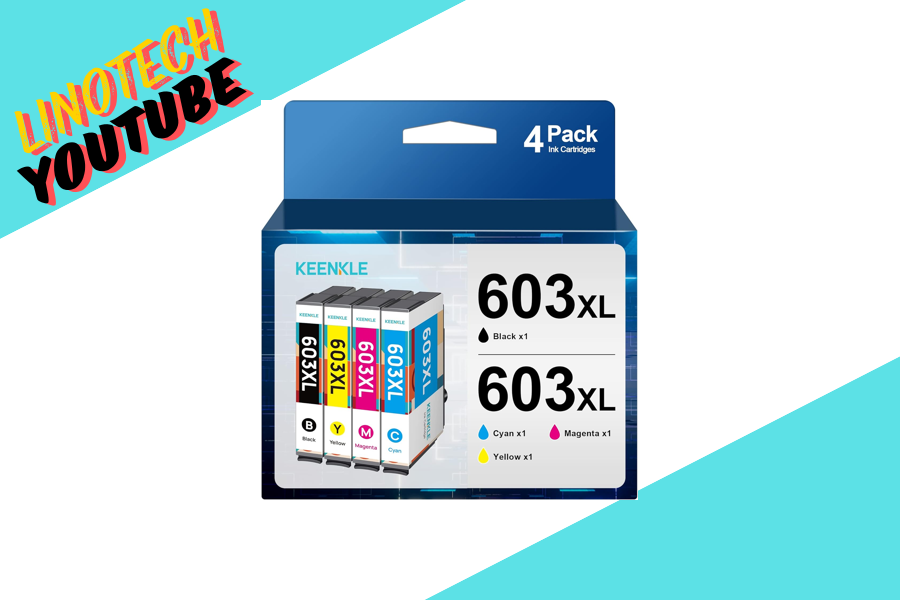 LINOTECH
YOUTUBE
4 Pack
Ink Cartridges
KEENKLE
603XL
Black x1
603XL
Cyan x1
Magenta x1
Yellow x1
KEENKLE
KEENKLE
KEENKLE
KEENKLE
603XL
603XL
603XL
603XL
603XL
KEENKLE
B
Black
Y
Yellow
M
Magenta
C
Cyan